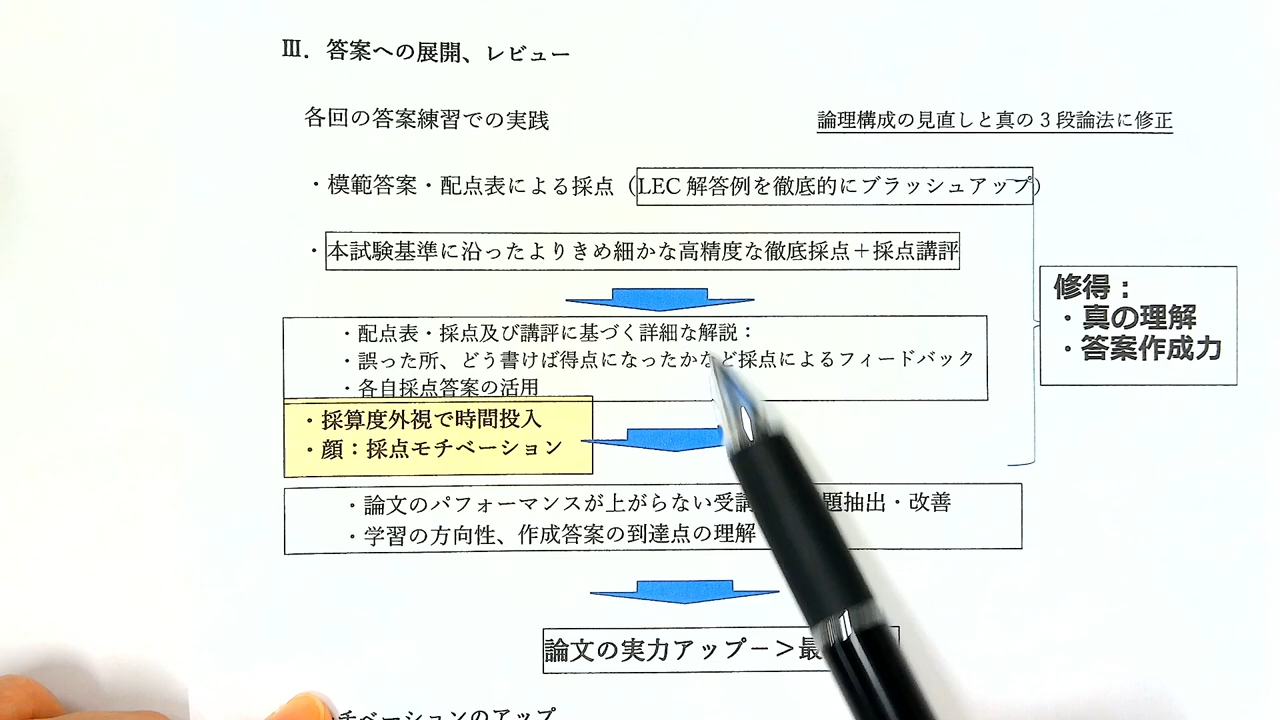 Ⅲ．答案への展開、レビュー
各回の答案練習での実践
論理構成の見直しと真の３段論法に修正
・模範答案・配点表による採点（LEC 解答例を徹底的にブラッシュアップ）
・本試験基準に沿ったよりきめ細かな高精度な徹底採点＋採点講評
修得：
・真の理解
・答案作成力
・配点表・採点及び講評に基づく詳細な解説：
・誤った所、どう書けば得点になったかなど採点によるフィードバック
・各自採点答案の活用
・採算度外視で時間投入
・顔：採点モチベーション
・論文のパフォーマンスが上がらない受講 題抽出・改善
・学習の方向性、作成答案の到達点の理解
論文の実力アップ－＞最
チベーションのアップ